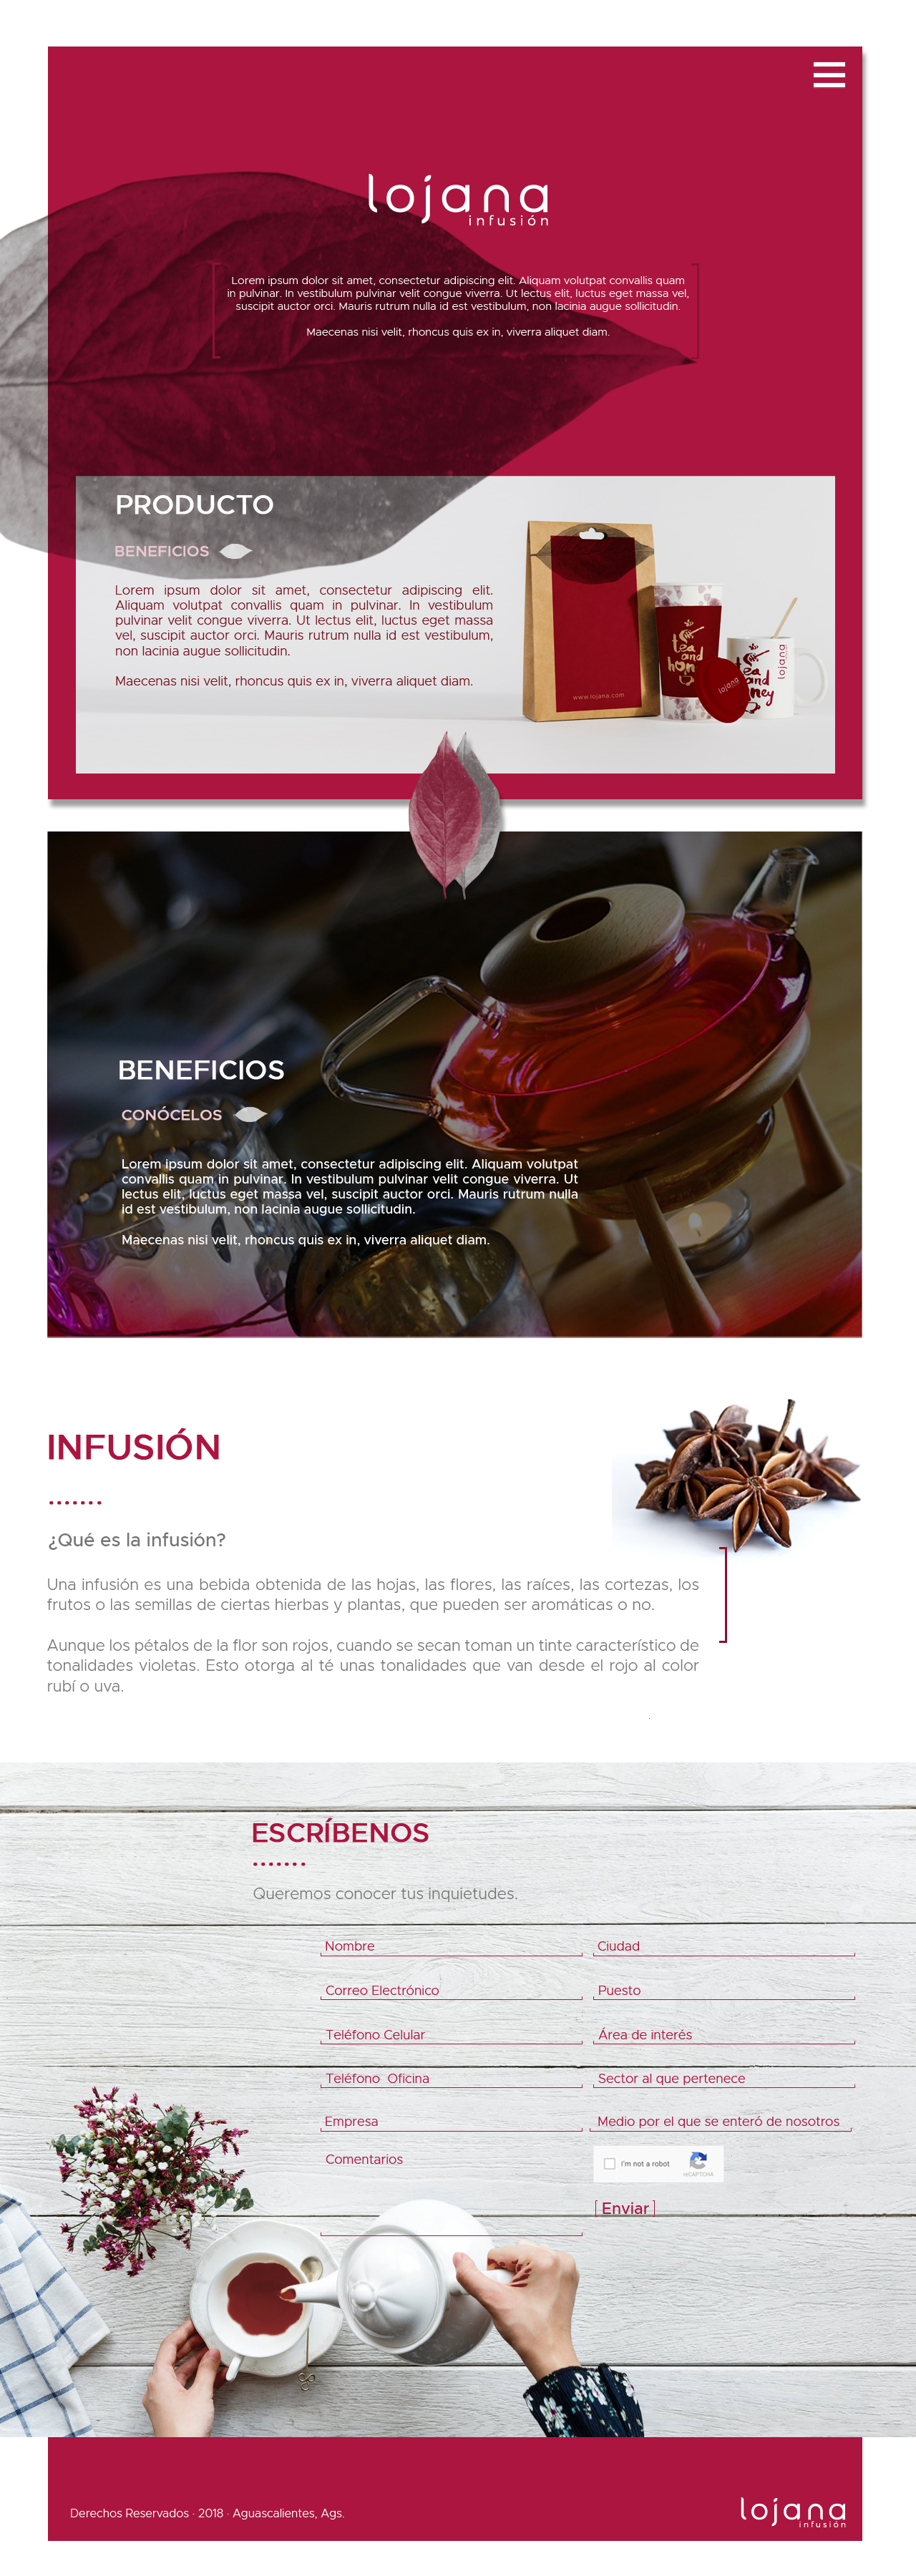 lojana
infusión
Lorem ipsum dolor sit amet, consectetur adipiscing elit. Aliquam volutpat convallis quam
in pulvinar. In vestibulum pulvinar velit congue viverra. Ut lectus elit, luctus eget massa vel,
suscipit auctor orci. Mauris rutrum nulla id est vestibulum, non lacinia augue sollicitudin.
Maecenas nisi velit, rhoncus quis ex in, viverra aliquet diam.
PRODUCTO
BENEFICIOS
Lorem ipsum dolor sit amet, consectetur adipiscing elit.
Aliquam volutpat convallis quam in pulvinar. In vestibulum
pulvinar velit congue viverra. Ut lectus elit, luctus eget massa
vel, suscipit auctor orci. Mauris rutrum nulla id est vestibulum,
non lacinia augue sollicitudin.
Maecenas nisi velit, rhoncus quis ex in, viverra aliquet diam.
www.lojana.com
tea
and
hon
lojana
tea
and
ney
lojana
BENEFICIOS
CONÓCELOS
Lorem ipsum dolor sit amet, consectetur adipiscing elit. Aliquam volutpat
convallis quam in pulvinar. In vestibulum pulvinar velit congue viverra. Ut
lectus elit, luctus eget massa vel, suscipit auctor orci. Mauris rutrum nulla
id est vestibulum, non lacinia augue sollicitudin.
Maecenas nisi velit, rhoncus quis ex in, viverra aliquet diam.
INFUSIÓN
¿Qué es la infusión?
Una infusión es una bebida obtenida de las hojas, las flores, las raíces, las cortezas, los
frutos o las semillas de ciertas hierbas y plantas, que pueden ser aromáticas o no.
Aunque los pétalos de la flor son rojos, cuando se secan toman un tinte característico de
tonalidades violetas. Esto otorga al té unas tonalidades que van desde el rojo al color
rubí o uva.
ESCRÍBENOS
Queremos conocer tus inquietudes.
Nombre
Ciudad
Correo Electrónico
Puesto
Teléfono Celular
Área de interés
Teléfono Oficina
Sector al que pertenece
Empresa
Medio por el que se enteró de nosotros
Comentarios
I'm not a robot
reCAPTCHA
[Enviar]
Derechos Reservados · 2018 · Aguascalientes, Ags.
lojana
infusión